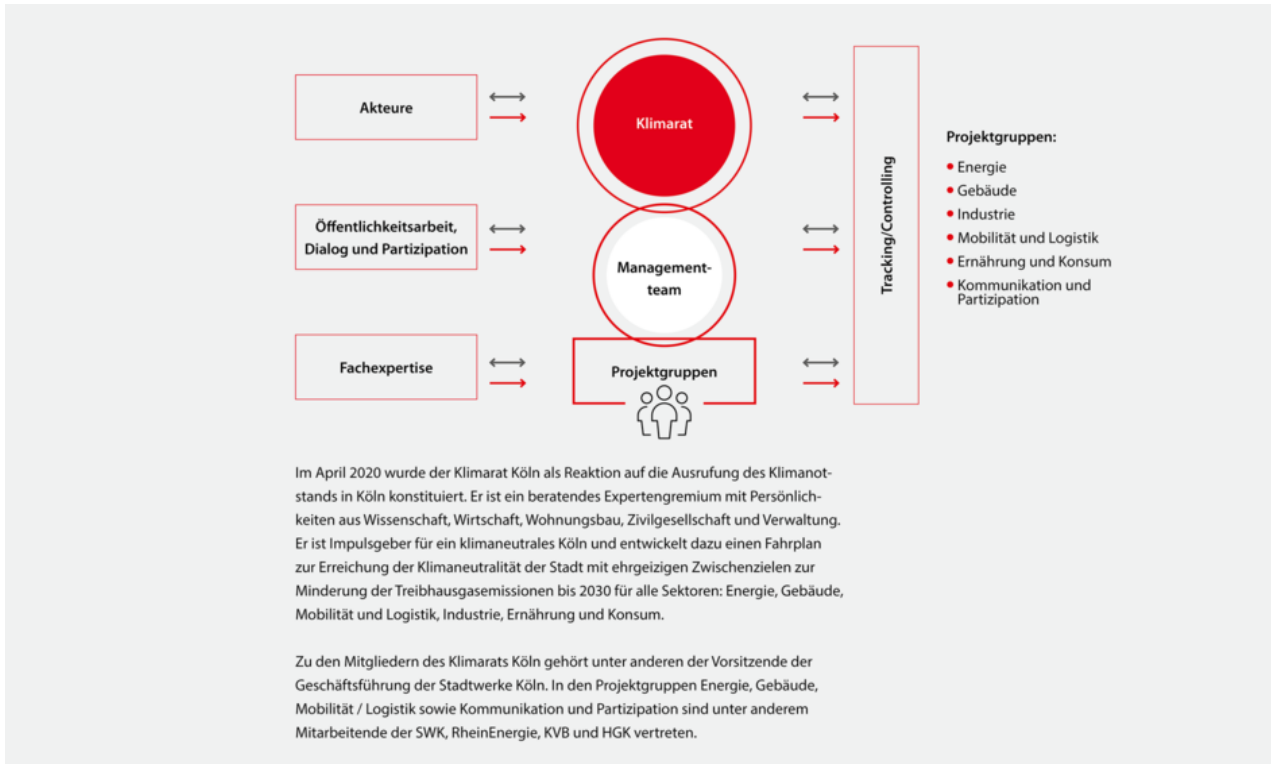 Akteure
Klimarat
Öffentlichkeitsarbeit,
Dialog und Partizipation
Management-
team
Fachexpertise
Projektgruppen
Tracking/Controlling
Projektgruppen:
• Energie
• Gebäude
• Industrie
• Mobilität und Logistik
• Ernährung und Konsum
• Kommunikation und
Partizipation
Im April 2020 wurde der Klimarat Köln als Reaktion auf die Ausrufung des Klimanot-
stands in Köln konstituiert. Er ist ein beratendes Expertengremium mit Persönlich-
keiten aus Wissenschaft, Wirtschaft, Wohnungsbau, Zivilgesellschaft und Verwaltung.
Er ist Impulsgeber für ein klimaneutrales Köln und entwickelt dazu einen Fahrplan
zur Erreichung der Klimaneutralität der Stadt mit ehrgeizigen Zwischenzielen zur
Minderung der Treibhausgasemissionen bis 2030 für alle Sektoren: Energie, Gebäude,
Mobilität und Logistik, Industrie, Ernährung und Konsum.
Zu den Mitgliedern des Klimarats Köln gehört unter anderen der Vorsitzende der
Geschäftsführung der Stadtwerke Köln. In den Projektgruppen Energie, Gebäude,
Mobilität / Logistik sowie Kommunikation und Partizipation sind unter anderem
Mitarbeitende der SWK, RheinEnergie, KVB und HGK vertreten.